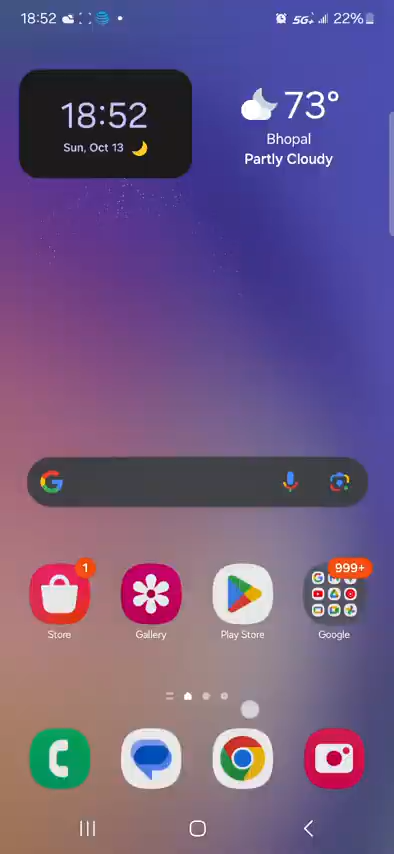 18:52
5G+
22%
18:52
Sun, Oct 13
73°
Bhopal
Partly Cloudy
1
999+
Store
Gallery
Play Store
Google